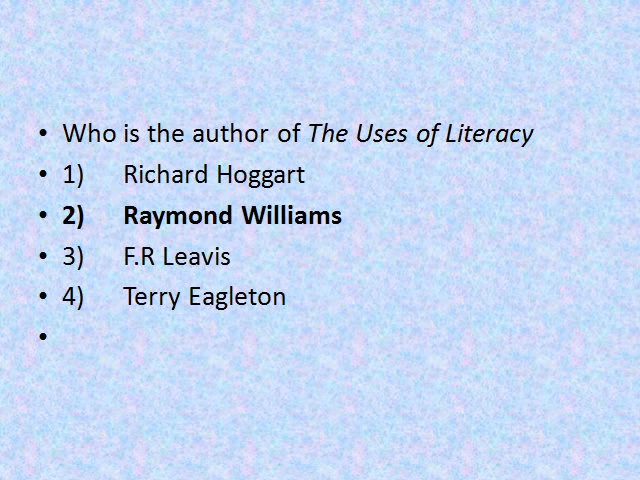 • Who is the author of The Uses of Literacy
• 1) Richard Hoggart
• 2) Raymond Williams
• 3) F.R Leavis
• 4) Terry Eagleton
•